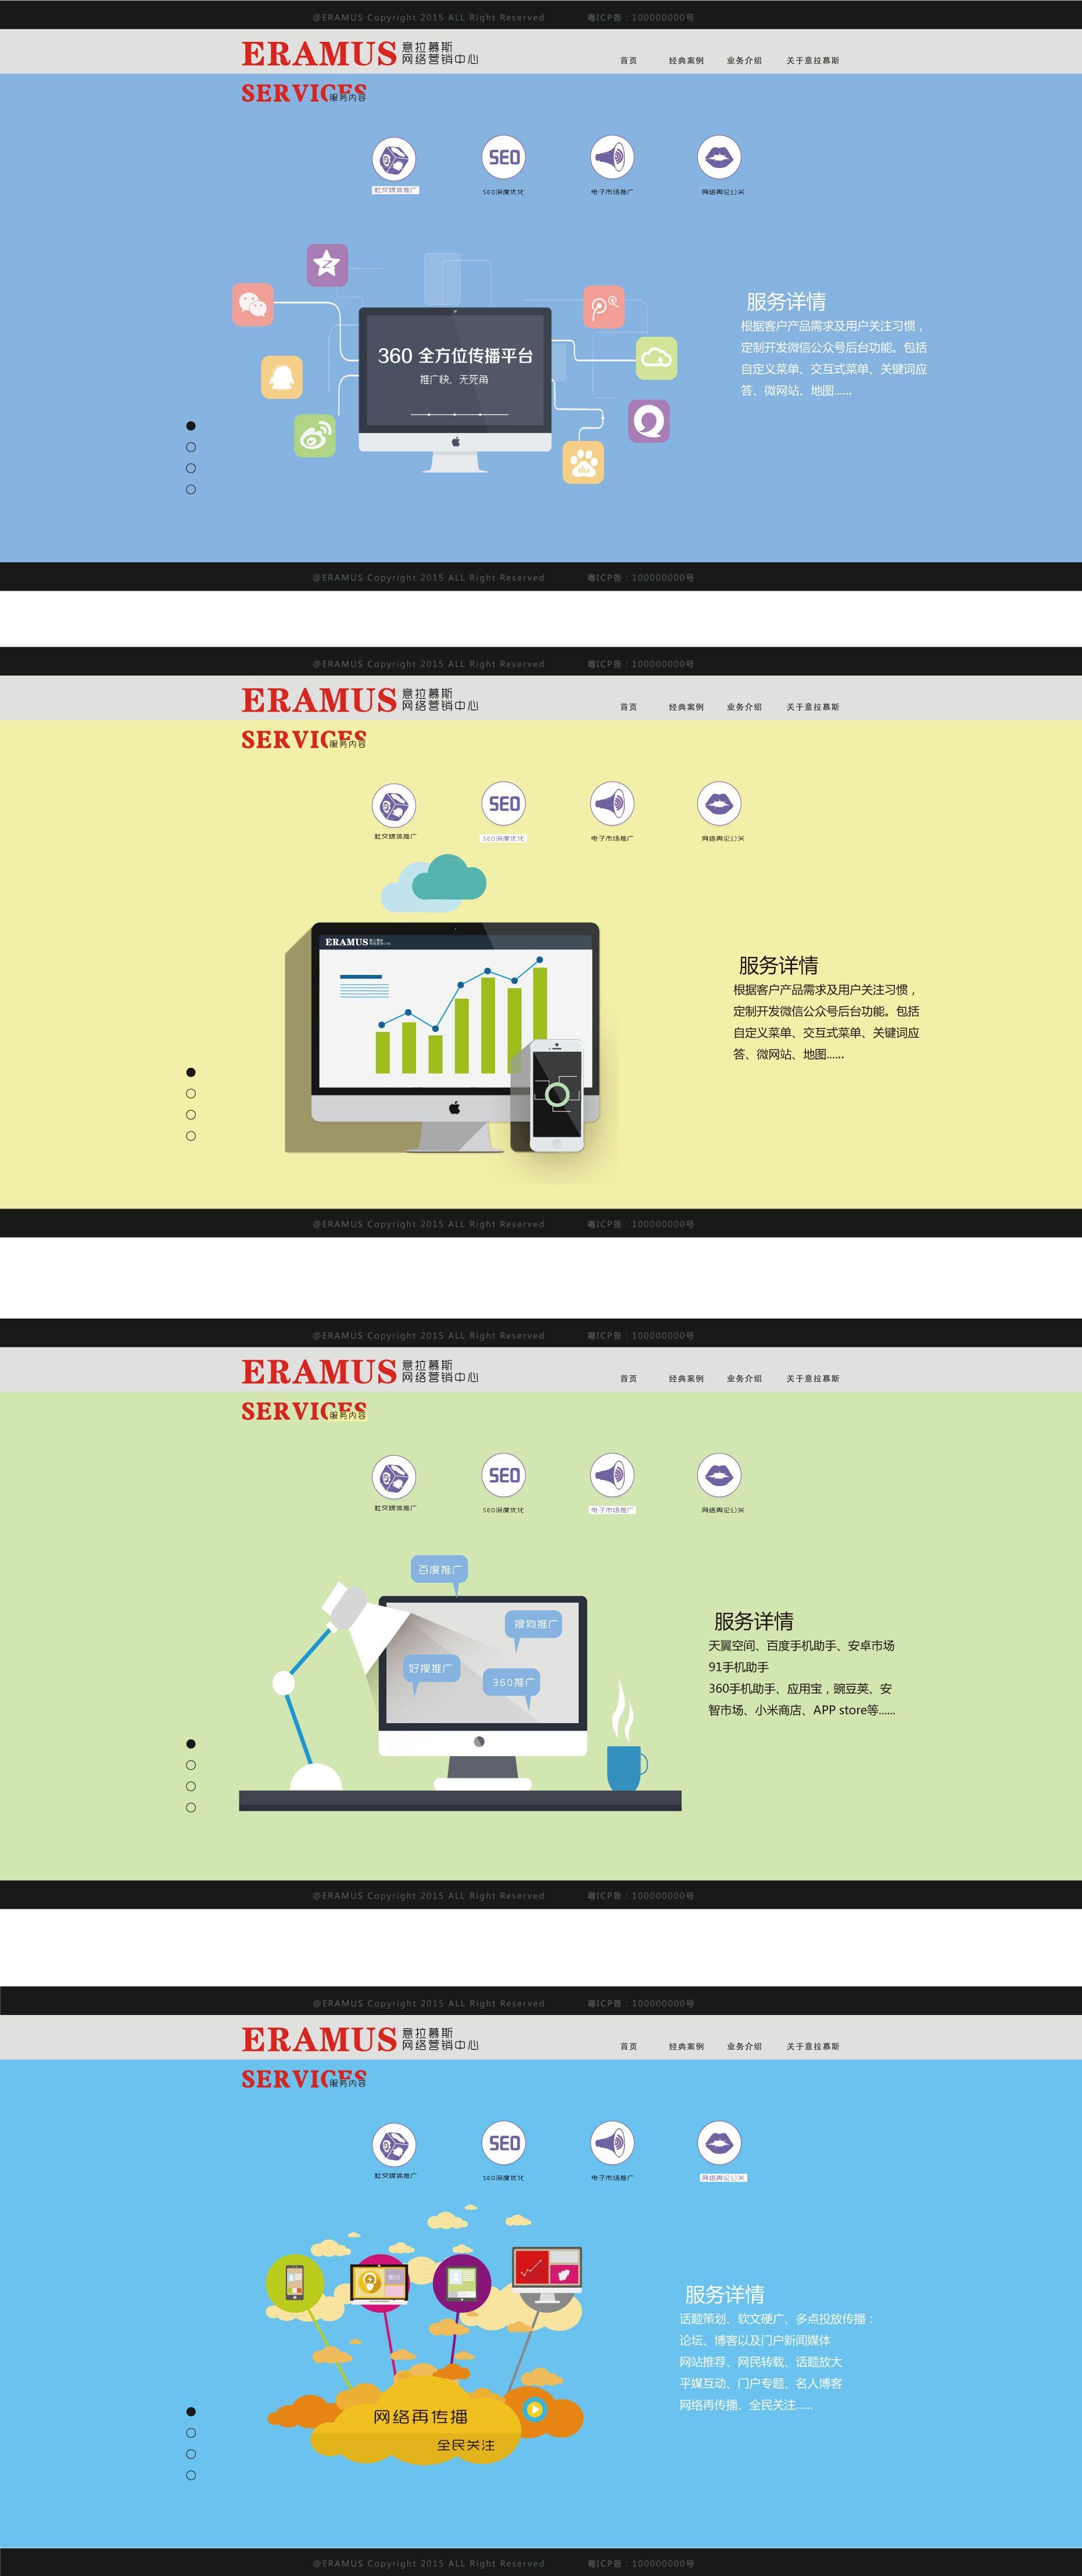 @ERAMUS Copyright 2015 ALL Right Reserved 粤ICP备：100000000号
ERAMUS 意拉慕斯
网络营销中心
首页 经典案例 业务介绍 关于意拉慕斯
SERVICES 服务内容
SEO
社交媒体推广 SEO深度优化 电子市场推广 网络舆论公关
360 全方位传播平台
推广快，无死角
du
服务详情
根据客户产品需求及用户关注习惯，
定制开发微信公众号后台功能。包括
自定义菜单、交互式菜单、关键词应
答、微网站、地图......
@ERAMUS Copyright 2015 ALL Right Reserved 粤ICP备：100000000号
@ERAMUS Copyright 2015 ALL Right Reserved 粤ICP备：100000000号
ERAMUS 意拉慕斯
网络营销中心
首页 经典案例 业务介绍 关于意拉慕斯
SERVICES 服务内容
SEO
社交媒体推广 SEO深度优化 电子市场推广 网络舆论公关
ERAMUS
服务详情
根据客户产品需求及用户关注习惯，
定制开发微信公众号后台功能。包括
自定义菜单、交互式菜单、关键词应
答、微网站、地图......
@ERAMUS Copyright 2015 ALL Right Reserved 粤ICP备：100000000号
@ERAMUS Copyright 2015 ALL Right Reserved 粤ICP备：100000000号
ERAMUS 意拉慕斯
网络营销中心
首页 经典案例 业务介绍 关于意拉慕斯
SERVICES 服务内容
SEO
社交媒体推广 SEO深度优化 电子市场推广 网络舆论公关
百度推广
搜狗推广
好搜推广
360推广
服务详情
天翼空间、百度手机助手、安卓市场
91手机助手
360手机助手、应用宝，豌豆荚、安
智市场、小米商店、APP store等......
@ERAMUS Copyright 2015 ALL Right Reserved 粤ICP备：100000000号
@ERAMUS Copyright 2015 ALL Right Reserved 粤ICP备：100000000号
ERAMUS 意拉慕斯
网络营销中心
首页 经典案例 业务介绍 关于意拉慕斯
SERVICES 服务内容
SEO
社交媒体推广 SEO深度优化 电子市场推广 网络舆论公关
网络再传播
全民关注
服务详情
话题策划、软文硬广、多点投放传播：
论坛、博客以及门户新闻媒体
网站推荐、网民转载、话题放大
平媒互动、门户专题、名人博客
网络再传播、全民关注......
@ERAMUS Copyright 2015 ALL Right Reserved 粤ICP备：100000000号